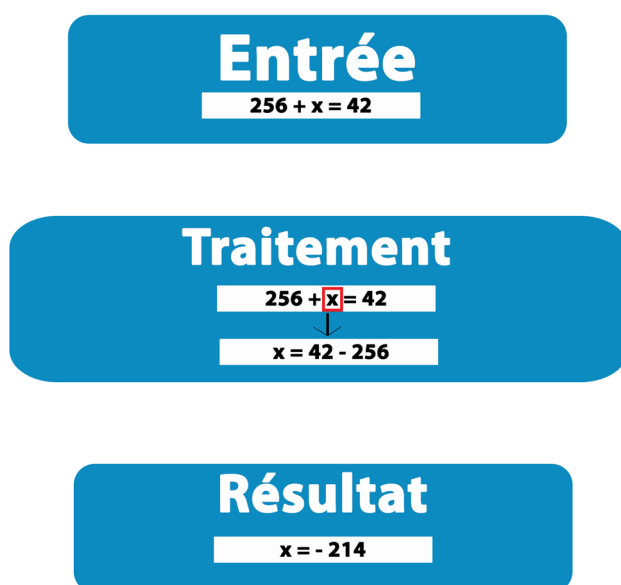 Entrée
256 + x = 42
Traitement
256 + x = 42
x = 42 - 256
Résultat
x = - 214